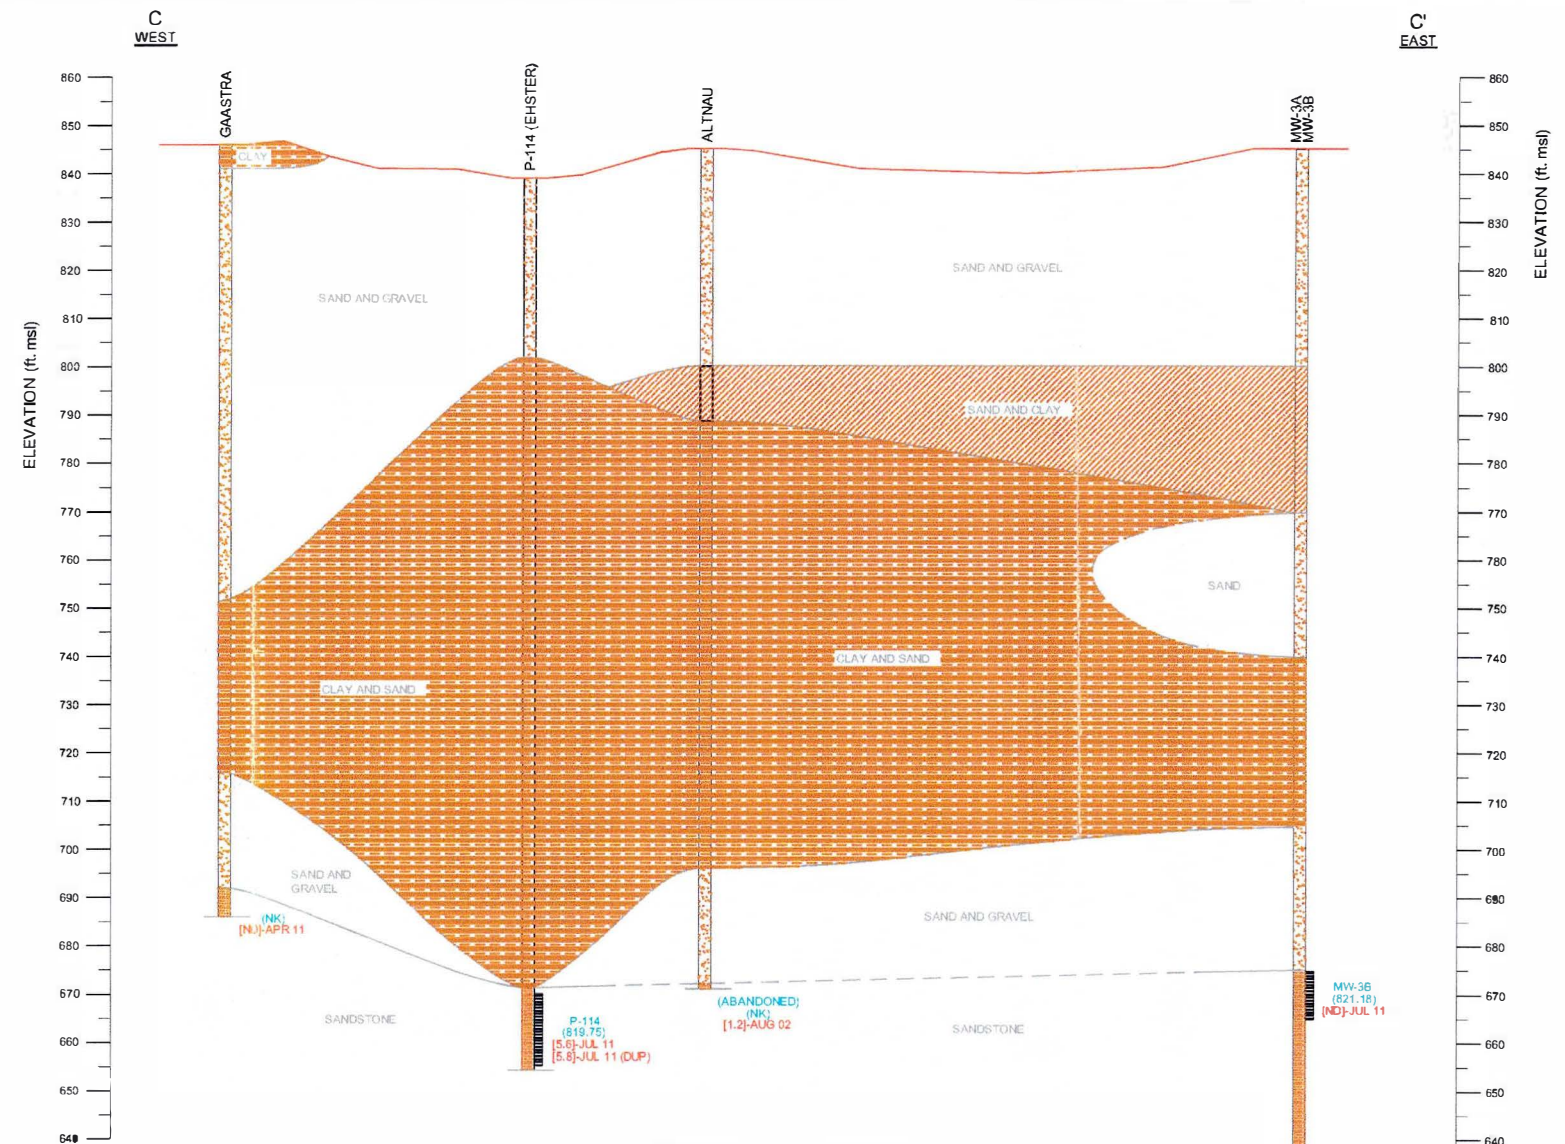 C
WEST
C'
EAST
GAASTRA
P-114 (EHSTER)
ALTNAU
MW-3A
MW-3B
ELEVATION (ft. msl)
860
850
840
830
820
810
800
790
780
770
760
750
740
730
720
710
700
690
680
670
660
650
640
CLAY
SAND AND GRAVEL
SAND AND GRAVEL
SAND AND CLAY
SAND
CLAY AND SAND
CLAY AND SAND
SAND AND
GRAVEL
SAND AND GRAVEL
SANDSTONE
SANDSTONE
(NK)
[ND]-APR 11
P-114
(819.75)
[5.6]-JUL 11
[5.8]-JUL 11 (DUP)
(ABANDONED)
(NK)
[1.2]-AUG 02
MW-3B
(821.18)
[ND]-JUL 11
860
850
840
830
820
810
800
790
780
770
780
750
740
730
720
710
700
690
680
670
660
650
640
ELEVATION (ft. msl)